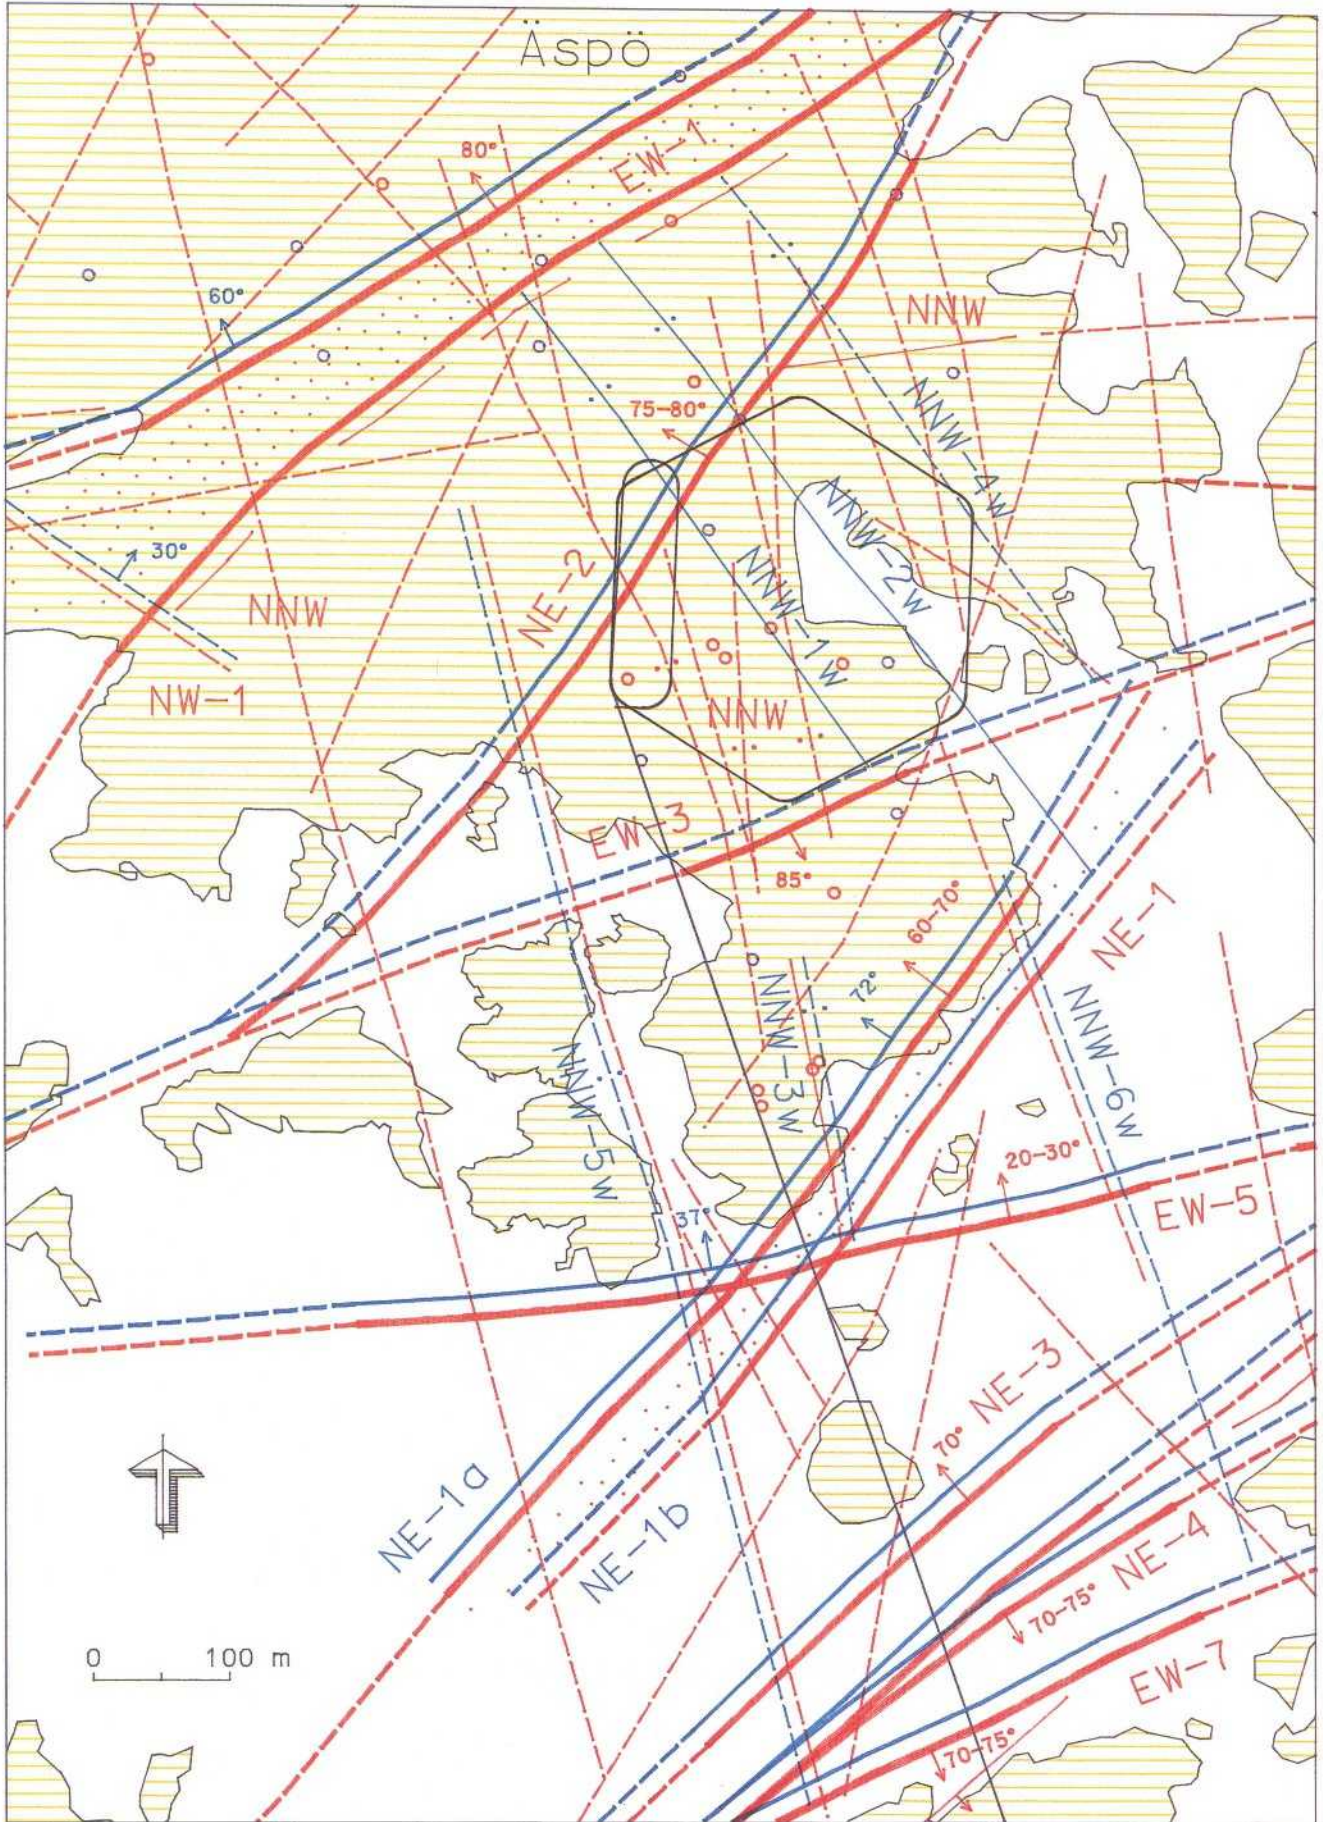 Äspö
EW-1
80°
60°
NNW
NNW-4w
75-80°
NNW-2w
30°
NE-2
NNW-1w
NNW
NW-1
NNW
EW-3
85°
60-70°
NE-1
72°
NNW-3w
NNW-6w
NNW-5w
20-30°
EW-5
37°
NE-3
70°
NE-1a
NE-1b
NE-4
70-75°
0 100 m
EW-7
70-75°